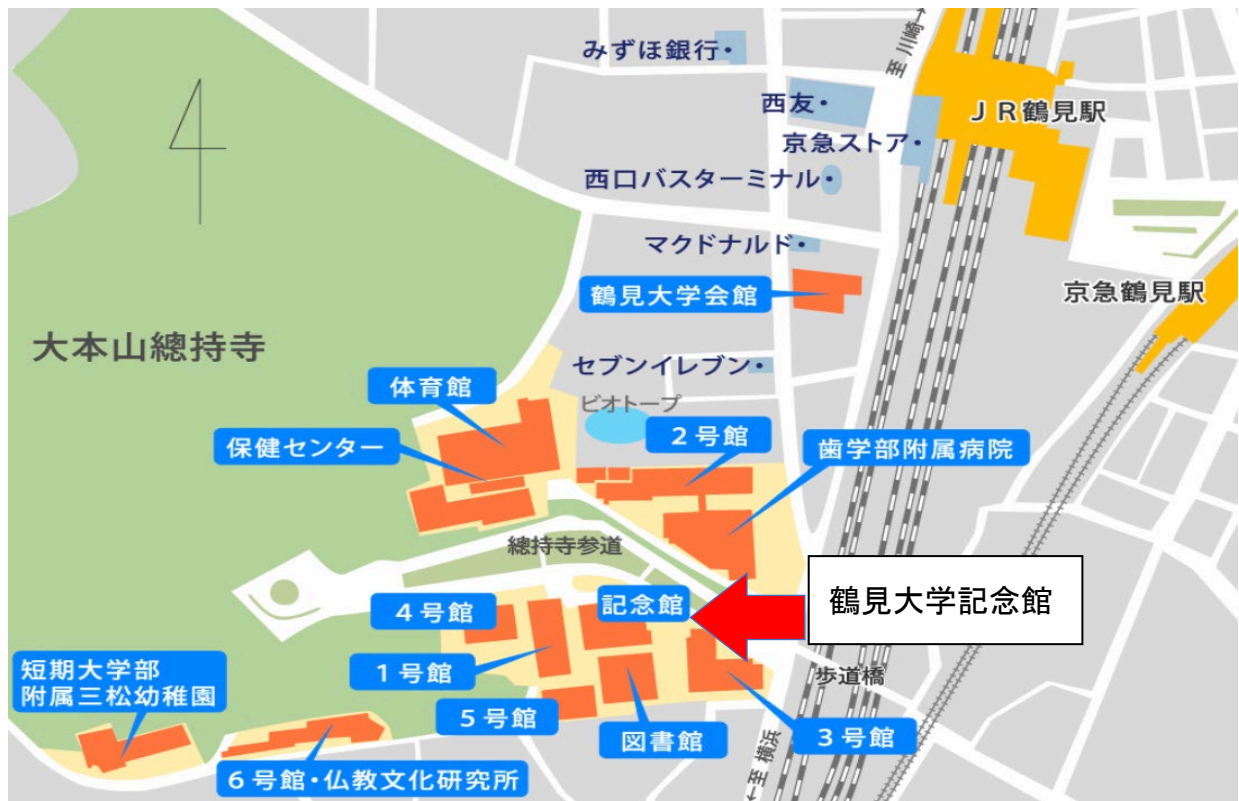 みずほ銀行
至 川崎→
西友
JR鶴見駅
京急ストア
西口バスターミナル
マクドナルド
鶴見大学会館
京急鶴見駅
大本山總持寺
セブンイレブン
体育館
ビオトープ
2号館
保健センター
歯学部附属病院
總持寺参道
鶴見大学記念館
記念館
4号館
短期大学部
附属三松幼稚園
1号館
歩道橋
5号館
図書館
3号館
6号館・仏教文化研究所
←至 横浜